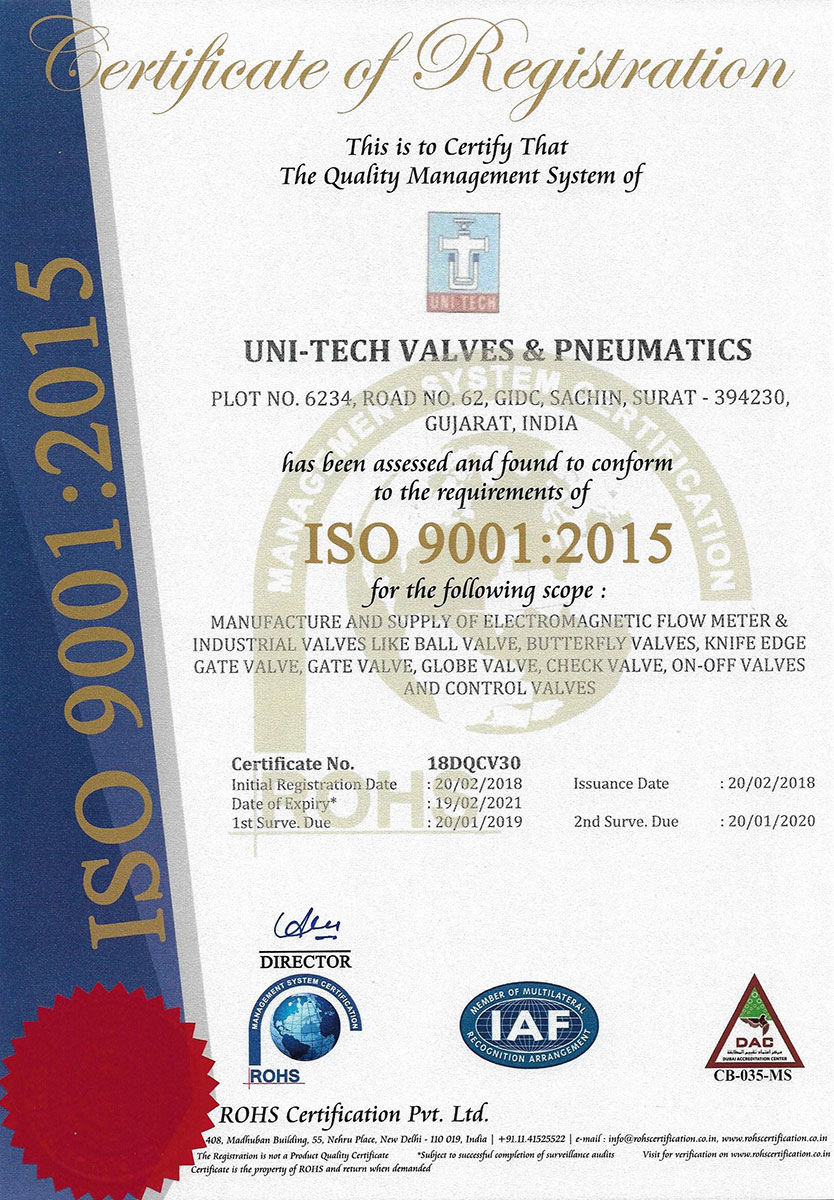 Certificate of Registration
This is to Certify That
The Quality Management System of
UNI TECH
UNI-TECH VALVES & PNEUMATICS
PLOT NO. 6234, ROAD NO. 62, GIDC, SACHIN, SURAT - 394230,
GUJARAT, INDIA
has been assessed and found to conform
to the requirements of
ISO 9001:2015
for the following scope :
MANUFACTURE AND SUPPLY OF ELECTROMAGNETIC FLOW METER &
INDUSTRIAL VALVES LIKE BALL VALVE, BUTTERFLY VALVES, KNIFE EDGE
GATE VALVE, GATE VALVE, GLOBE VALVE, CHECK VALVE, ON-OFF VALVES
AND CONTROL VALVES
MANAGEMENT SYSTEM CERTIFICATION
ROHS
ISO 9001:2015
Certificate No. 18DQCV30
Initial Registration Date : 20/02/2018 Issuance Date : 20/02/2018
Date of Expiry* : 19/02/2021
1st Surve. Due : 20/01/2019 2nd Surve. Due : 20/01/2020
DIRECTOR
MANAGEMENT SYSTEM CERTIFICATION
ROHS
MEMBER OF MULTILATERAL
IAF
RECOGNITION ARRANGEMENT
DAC
مركز اعتماد تقييم المطابقة
DUBAI ACCREDITATION CENTER
CB-035-MS
ROHS Certification Pvt. Ltd.
408, Madhuban Building, 55, Nehru Place, New Delhi - 110 019, India | +91.11.41525522 | e-mail : info@rohscertification.co.in, www.rohscertification.co.in
The Registration is not a Product Quality Certificate *Subject to successful completion of surveillance audits Visit for verification on www.rohscertification.co.in
Certificate is the property of ROHS and return when demanded